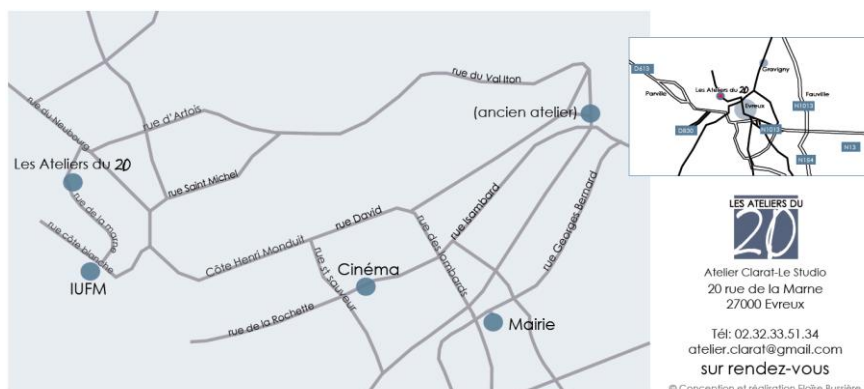 rue du Val Iton
(ancien atelier)
rue du Neubourg
rue d'Artois
Les Ateliers du 20
rue Saint Michel
rue de la marne
rue côte blanche
IUFM
Côte Henri Monduit
rue David
rue des lombards
rue Isambard
rue Georges Bernard
rue st sauveur
Cinéma
rue de la Rochette
Mairie
D613
Parville
Les Ateliers du 20
Gravigny
Fauville
N1013
Evreux
D830
N1013
N13
N104
LES ATELIERS DU
20
Atelier Clarat-Le Studio
20 rue de la Marne
27000 Evreux
Tél: 02.32.33.51.34
atelier.clarat@gmail.com
sur rendez-vous
© Conception et réalisation